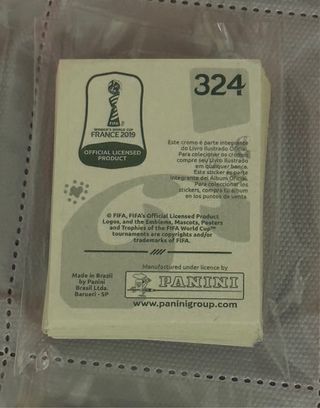 324
FIFA
WOMEN'S WORLD CUP
FRANCE 2019
OFFICIAL LICENSED
PRODUCT
Este cromo é parte integrante
do Livro Ilustrado Oficial.
Para colecionar os cromos,
compre seu Livro Ilustrado
em qualquer banca.
Este sticker es parte
integrante del Álbum Oficial.
Para coleccionar los
stickers, compra tu álbum
en los puntos de venta
© FIFA, FIFA's Official Licensed Product
Logos, and the Emblems, Mascots, Posters
and Trophies of the FIFA World Cup™
tournaments are copyrights and/or
trademarks of FIFA.
Manufactured under licence by
Made in Brazil
by Panini
Brasil Ltda.
Barueri - SP
PANINI
www.paninigroup.com